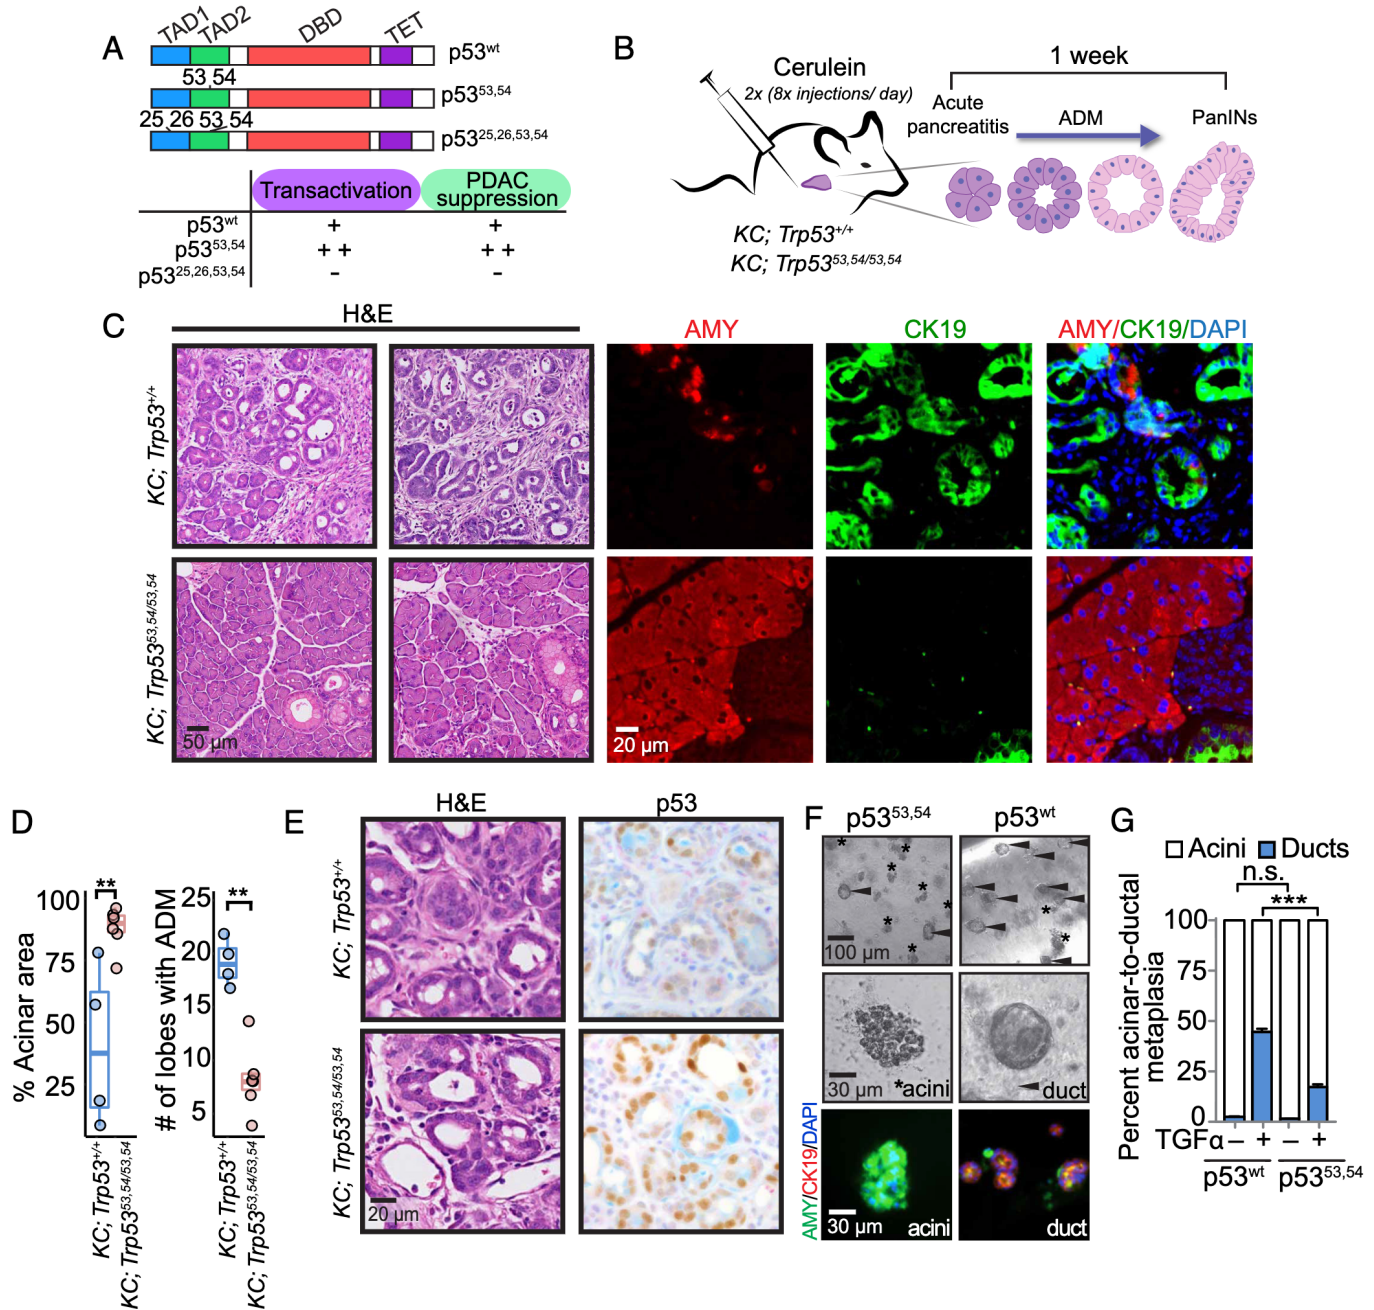 A
TAD1
TAD2
DBD
TET
p53wt
53,54
p5353,54
25,26 53,54
p5325,26,53,54
Transactivation
PDAC
suppression
p53wt + +
p5353,54 + + + +
p5325,26,53,54 - -
B
Cerulein
2x (8x injections/ day)
1 week
Acute
pancreatitis
ADM
PanINs
KC; Trp53+/+
KC; Trp5353,54/53,54
C
H&E
AMY
CK19
AMY/CK19/DAPI
KC; Trp53+/+
KC; Trp5353,54/53,54
50 µm
20 µm
D
% Acinar area
100
75
50
25
**
KC; Trp53+/+
KC; Trp5353,54/53,54
# of lobes with ADM
25
20
15
10
5
**
KC; Trp53+/+
KC; Trp5353,54/53,54
E
H&E
p53
KC; Trp53+/+
KC; Trp5353,54/53,54
20 µm
F
p5353,54
p53wt
* * * * * * * *
100 µm
30 µm
*acini
duct
AMY/CK19/DAPI
30 µm
acini
duct
G
Acini
Ducts
n.s.
***
Percent acinar-to-ductal
metaplasia
100
75
50
25
0
TGFα – + – +
p53wt p5353,54